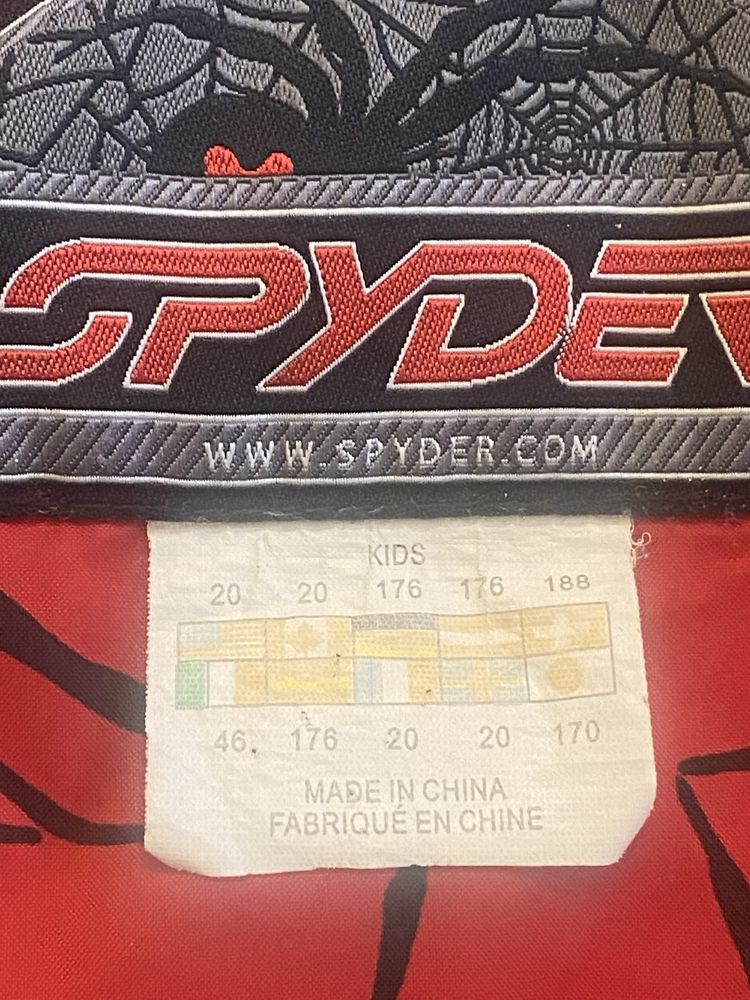 SPYDER
WWW.SPYDER.COM
KIDS
20 20 176 176 188
46 176 20 20 170
MADE IN CHINA
FABRIQUÉ EN CHINE